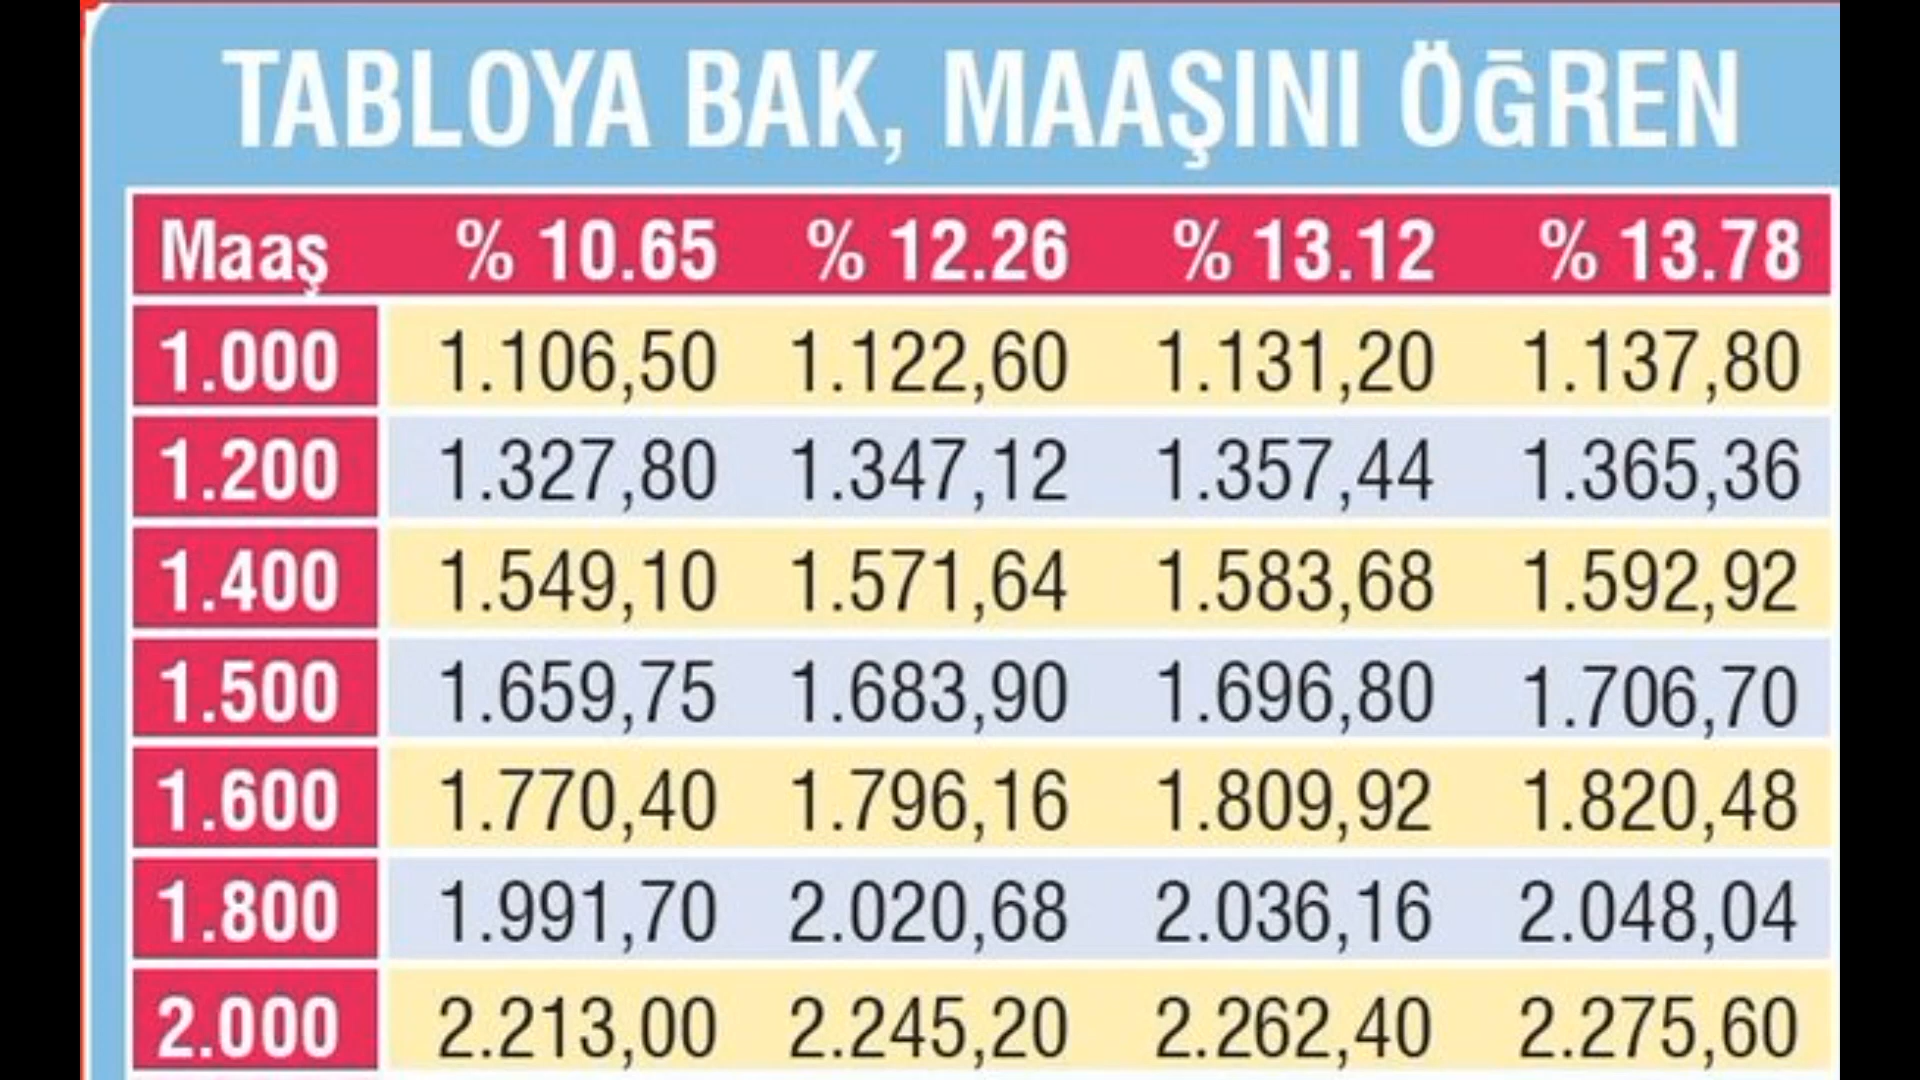 TABLOYA BAK, MAAŞINI ÖĞREN
Maaş % 10.65 % 12.26 % 13.12 % 13.78
1.000 1.106,50 1.122,60 1.131,20 1.137,80
1.200 1.327,80 1.347,12 1.357,44 1.365,36
1.400 1.549,10 1.571,64 1.583,68 1.592,92
1.500 1.659,75 1.683,90 1.696,80 1.706,70
1.600 1.770,40 1.796,16 1.809,92 1.820,48
1.800 1.991,70 2.020,68 2.036,16 2.048,04
2.000 2.213,00 2.245,20 2.262,40 2.275,60